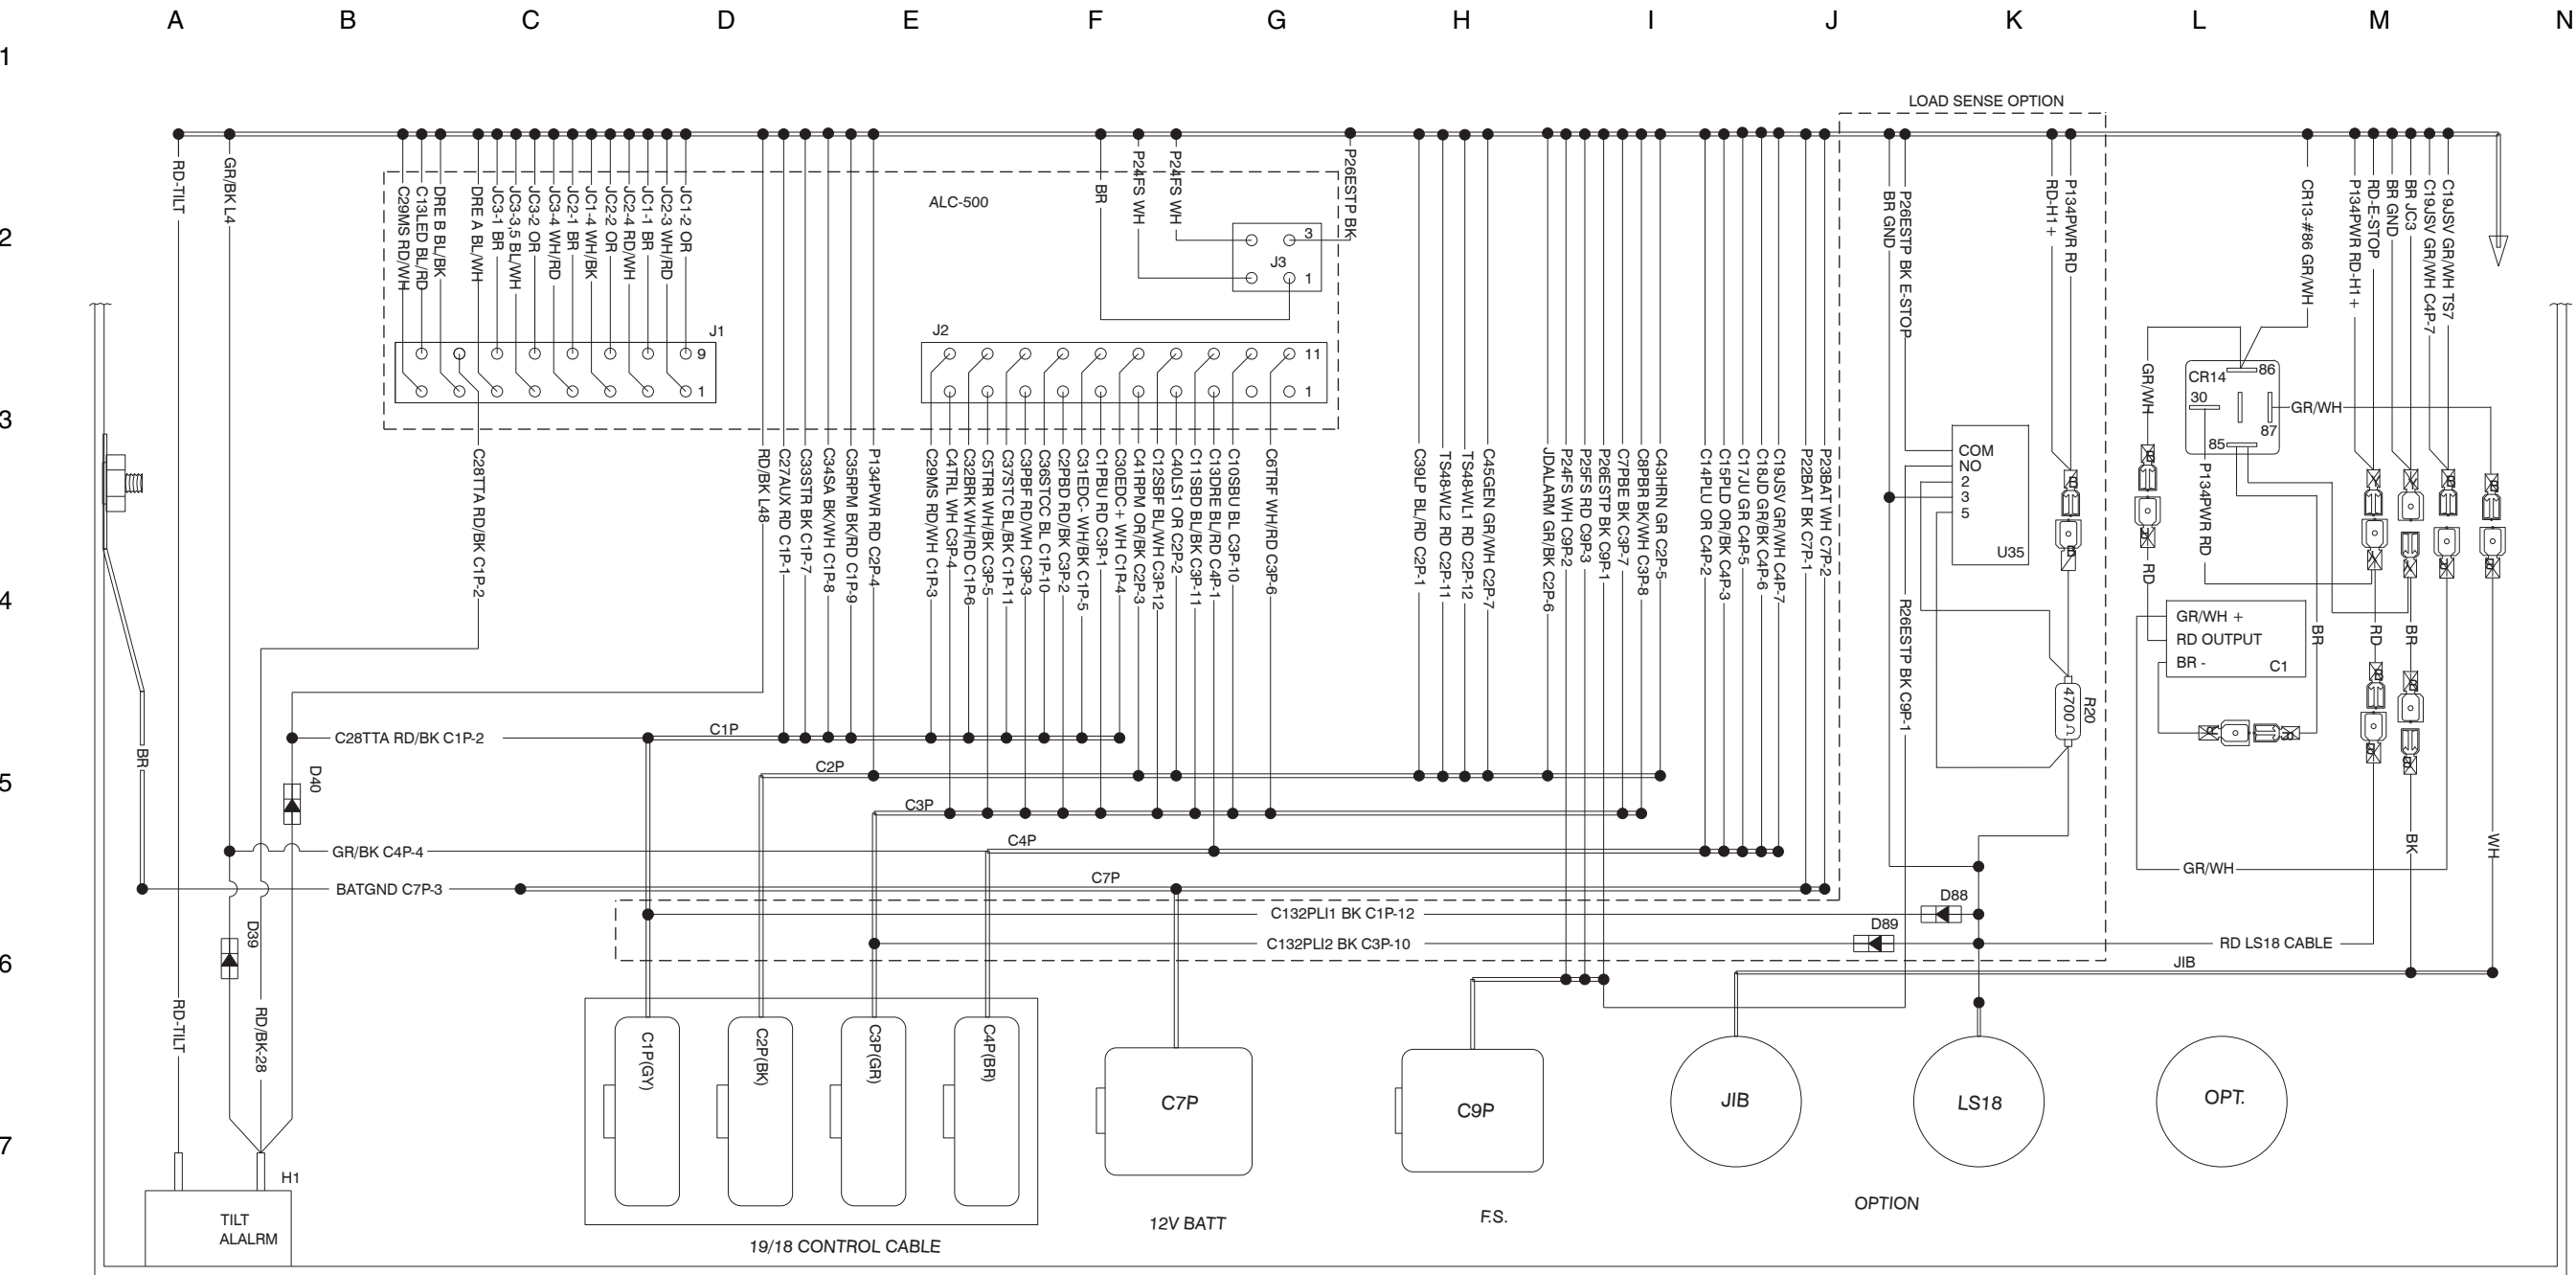 A B C D E F G H I J K L M N
1
2
3
4
5
6
7
LOAD SENSE OPTION
RD-TILT
GR/BK L4
C29MS RD/WH
C13LED BL/RD
DRE B BL/BK
DRE A BL/WH
JC3-1 BR
JC3-3,5 BL/WH
JC3-2 OR
JC3-4 WH/RD
JC2-1 BR
JC1-4 WH/BK
JC2-2 OR
JC2-4 RD/WH
JC1-1 BR
JC2-3 WH/RD
JC1-2 OR
ALC-500
BR
P24FS WH
P24FS WH
P26ESTP BK
3
J3
1
BR GND
P26ESTP BK E-STOP
RD-H1+
P134PWR RD
CR13-#86 GR/WH
P134PWR RD-H1+
RD-E-STOP
BR GND
BR JC3
C19JSV GR/WH C4P-7
C19JSV GR/WH TS7
J1
9
1
J2
11
1
C28TTA RD/BK C1P-2
RD/BK L48
C27AUX RD C1P-1
C33STR BK C1P-7
C34SA BK/WH C1P-8
C35RPM BK/RD C1P-9
P134PWR RD C2P-4
C29MS RD/WH C1P-3
C4TRL WH C3P-4
C32BRK WH/RD C1P-6
C5TRR WH/BK C3P-5
C37STC BL/BK C1P-11
C3PBF RD/WH C3P-3
C36STCC BL C1P-10
C2PBD RD/BK C3P-2
C31EDC- WH/BK C1P-5
C1PBU RD C3P-1
C30EDC+ WH C1P-4
C41RPM OR/BK C2P-3
C12SBF BL/WH C3P-12
C40LS1 OR C2P-2
C11SBD BL/BK C3P-11
C13DRE BL/RD C4P-1
C10SBU BL C3P-10
C6TRF WH/RD C3P-6
C39LP BL/RD C2P-1
TS48-WL2 RD C2P-11
TS48-WL1 RD C2P-12
C45GEN GR/WH C2P-7
JDALARM GR/BK C2P-6
P24FS WH C9P-2
P25FS RD C9P-3
P26ESTP BK C9P-1
C7PBE BK C3P-7
C8PBR BK/WH C3P-8
C43HRN GR C2P-5
C14PLU OR C4P-2
C15PLD OR/BK C4P-3
C17JU GR C4P-5
C18JD GR/BK C4P-6
C19JSV GR/WH C4P-7
P22BAT BK C7P-1
P23BAT WH C7P-2
COM
NO
2
3
5
U35
R26ESTP BK C9P-1
4700 Ω
R20
GR/WH
CR14
86
30
87
85
GR/WH
P134PWR RD
RD
GR/WH +
RD OUTPUT
BR -
C1
BR
RD
BR
BK
WH
BR
C28TTA RD/BK C1P-2
C1P
D40
C2P
C3P
GR/BK C4P-4
C4P
BATGND C7P-3
C7P
GR/WH
D88
C132PLI1 BK C1P-12
D89
C132PLI2 BK C3P-10
RD LS18 CABLE
JIB
D39
RD-TILT
RD/BK-28
H1
TILT
ALALRM
C1P(GY)
C2P(BK)
C3P(GR)
C4P(BR)
19/18 CONTROL CABLE
C7P
12V BATT
C9P
F.S.
JIB
LS18
OPT.
OPTION